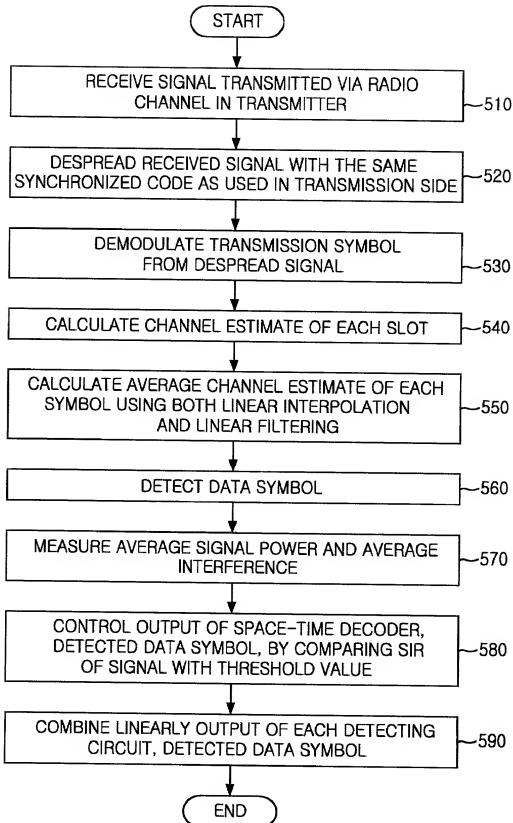 START
RECEIVE SIGNAL TRANSMITTED VIA RADIO
CHANNEL IN TRANSMITTER
510
DESPREAD RECEIVED SIGNAL WITH THE SAME
SYNCHRONIZED CODE AS USED IN TRANSMISSION SIDE
520
DEMODULATE TRANSMISSION SYMBOL
FROM DESPREAD SIGNAL
530
CALCULATE CHANNEL ESTIMATE OF EACH SLOT
540
CALCULATE AVERAGE CHANNEL ESTIMATE OF EACH
SYMBOL USING BOTH LINEAR INTERPOLATION
AND LINEAR FILTERING
550
DETECT DATA SYMBOL
560
MEASURE AVERAGE SIGNAL POWER AND AVERAGE
INTERFERENCE
570
CONTROL OUTPUT OF SPACE-TIME DECODER,
DETECTED DATA SYMBOL, BY COMPARING SIR
OF SIGNAL WITH THRESHOLD VALUE
580
COMBINE LINEARLY OUTPUT OF EACH DETECTING
CIRCUIT, DETECTED DATA SYMBOL
590
END